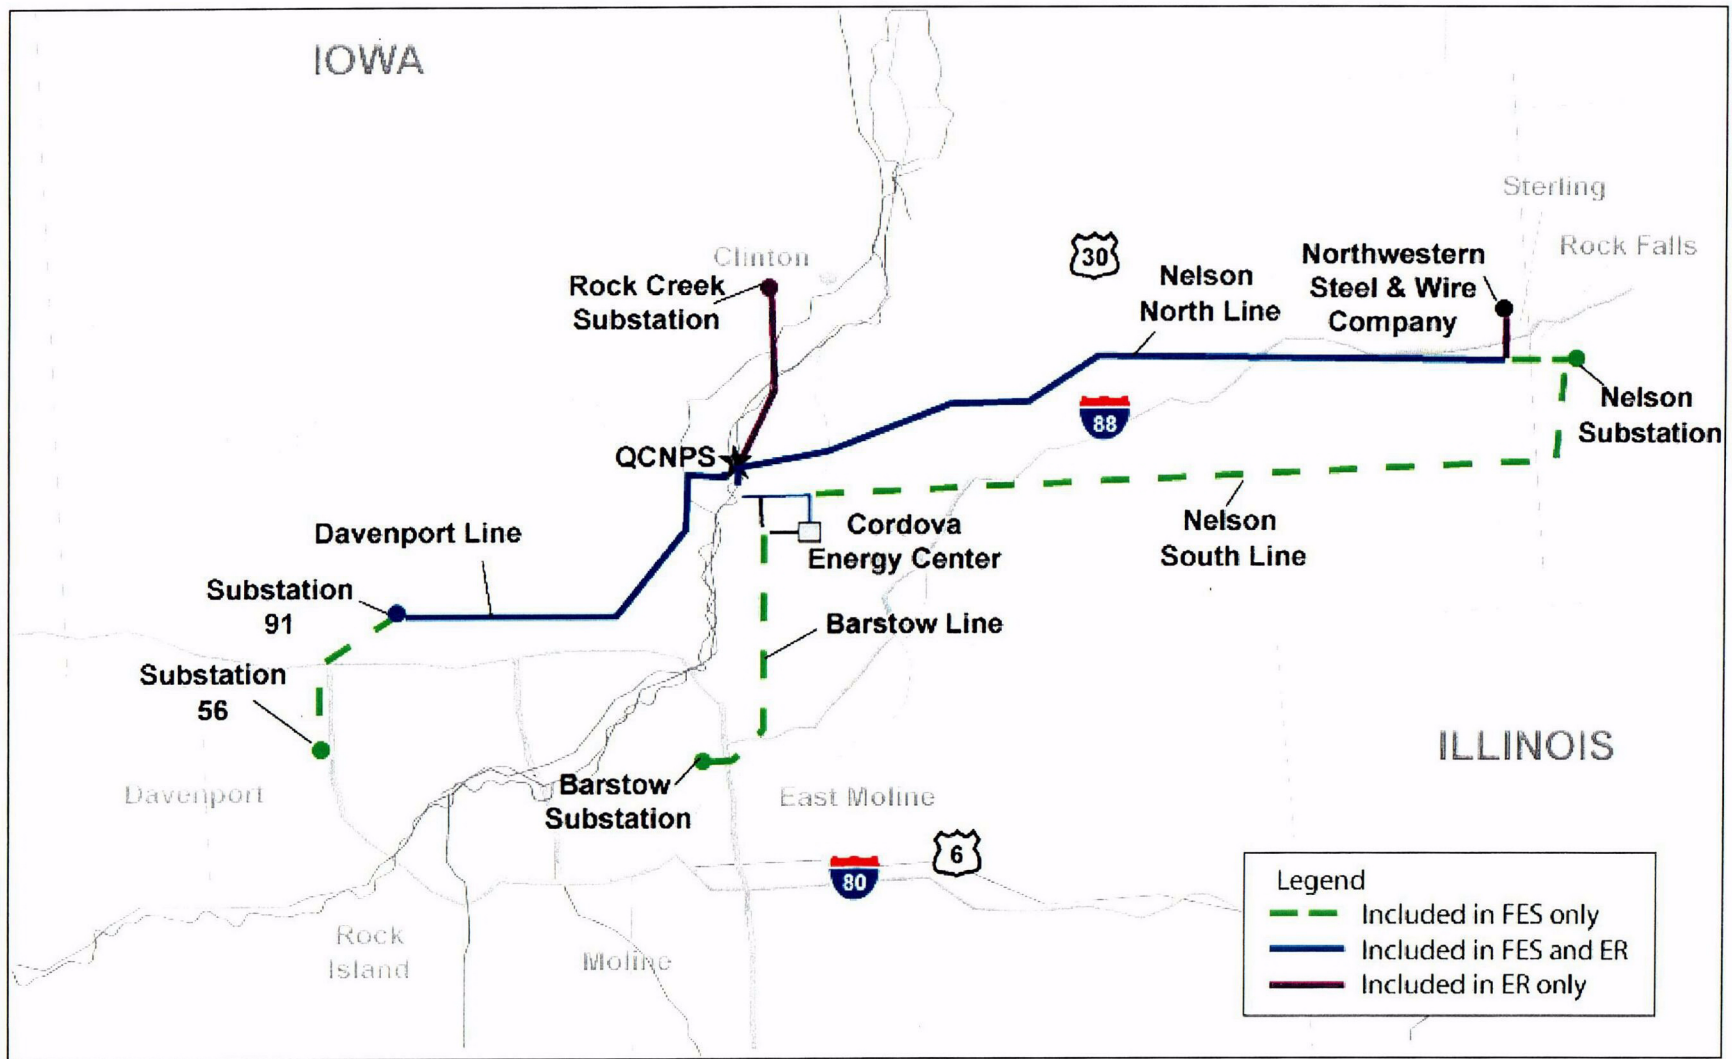 IOWA
Sterling
Rock Falls
Clinton
30
Rock Creek
Substation
Nelson
North Line
Northwestern
Steel & Wire
Company
88
Nelson
Substation
QCNPS
Cordova
Energy Center
Nelson
South Line
Davenport Line
Substation
91
Barstow Line
Substation
56
ILLINOIS
Davenport
Barstow
Substation
East Moline
6
80
Rock
Island
Moline
Legend
Included in FES only
Included in FES and ER
Included in ER only